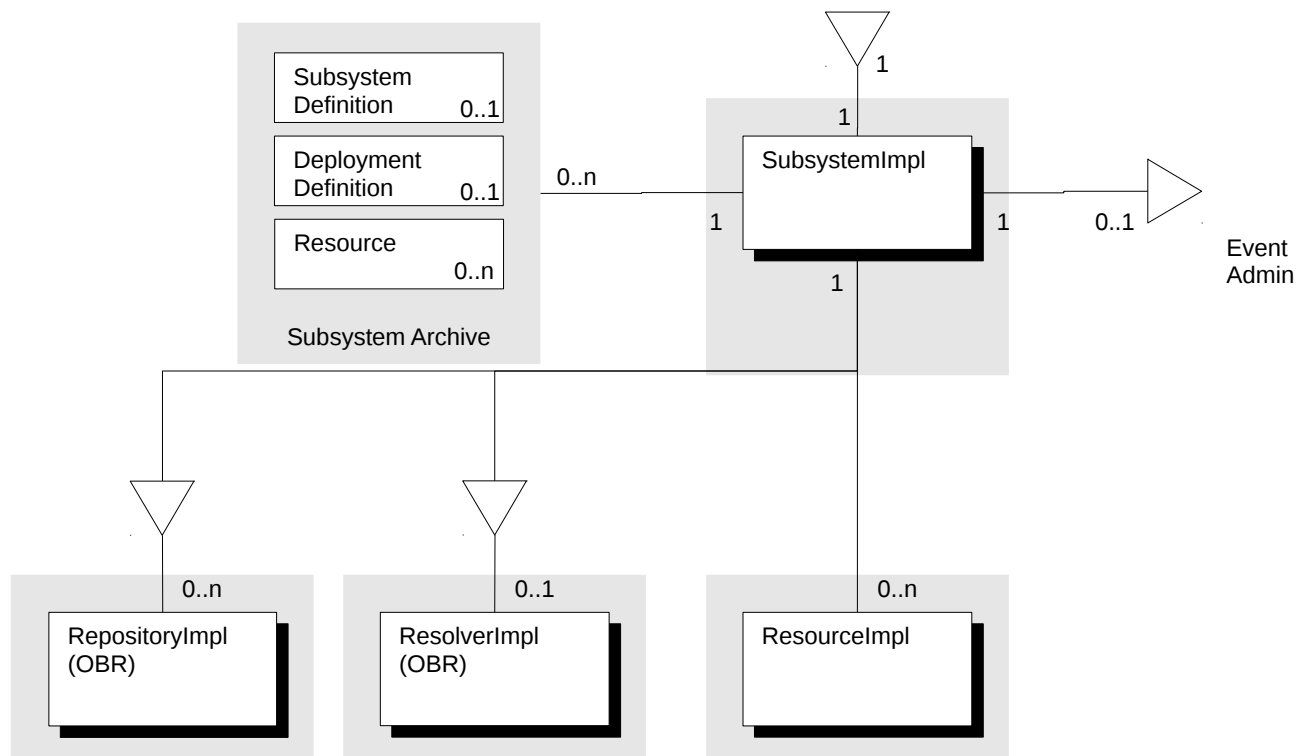 1
Subsystem
Definition
0..1
1
Deployment
Definition
0..1
0..n
SubsystemImpl
1
1
0..1
Event
Admin
Resource
0..n
1
Subsystem Archive
0..n
RepositoryImpl
(OBR)
0..1
ResolverImpl
(OBR)
0..n
ResourceImpl